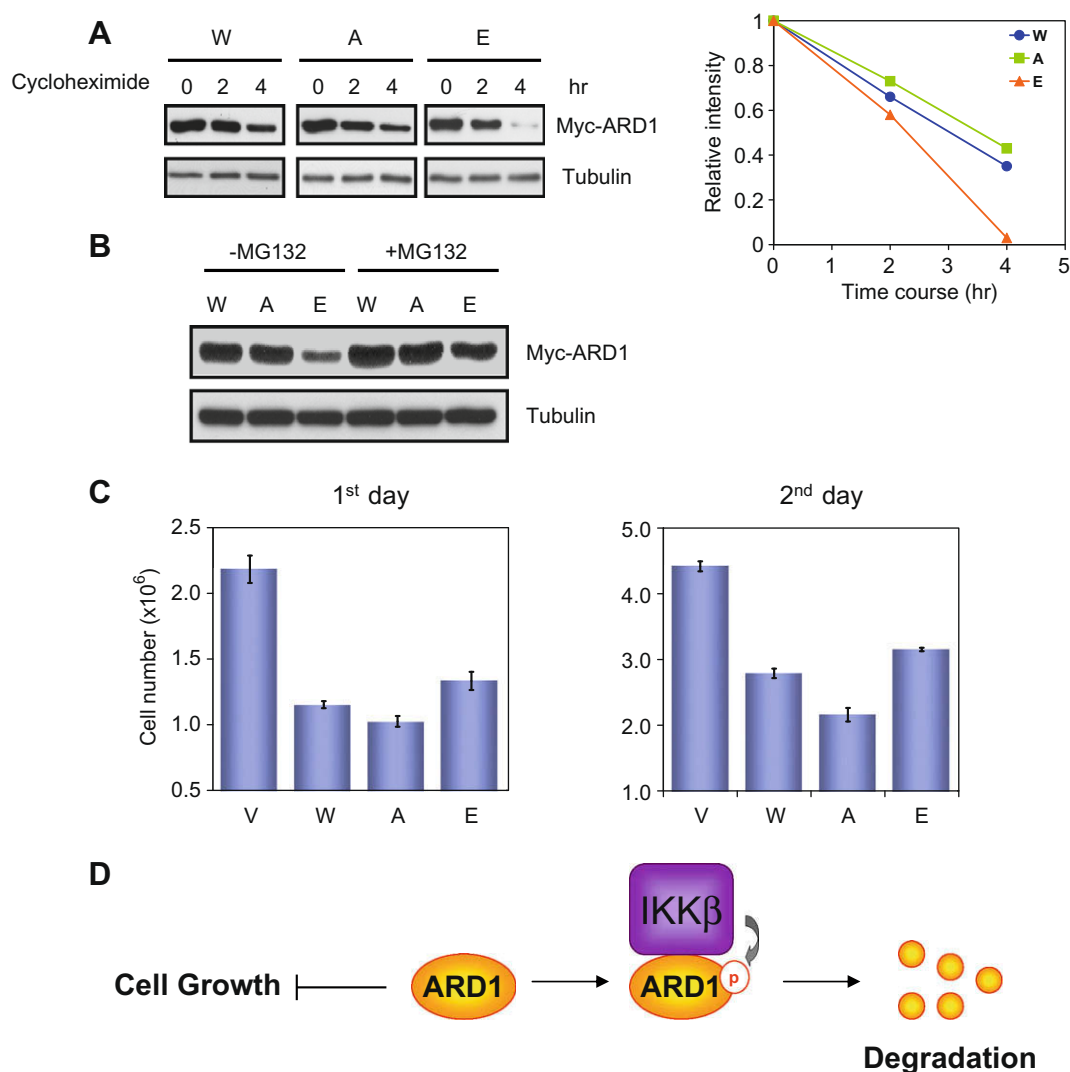 A
W A E
Cycloheximide 0 2 4 0 2 4 0 2 4 hr
Myc-ARD1
Tubulin
1
0.8
0.6
0.4
0.2
0
Relative intensity
W
A
E
0 1 2 3 4 5
Time course (hr)
B
-MG132 +MG132
W A E W A E
Myc-ARD1
Tubulin
C
1st day
2.5
2.0
1.5
1.0
0.5
Cell number (x10⁶)
V W A E
2nd day
5.0
4.0
3.0
2.0
1.0
V W A E
D
IKKβ
Cell Growth ARD1 ARD1 p
Degradation